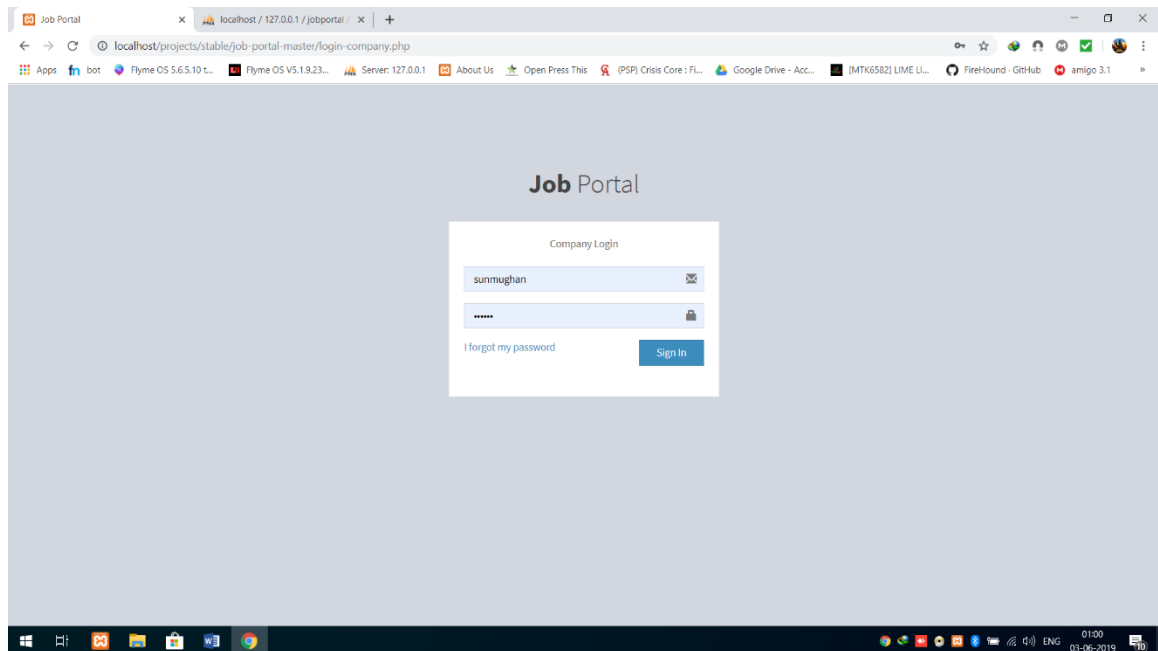 Job Portal
localhost / 127.0.0.1 / jobportal /
localhost/projects/stable/job-portal-master/login-company.php
Apps bot Flyme OS 5.6.5.10 t... Flyme OS V5.1.9.23... Server: 127.0.0.1 About Us Open Press This (PSP) Crisis Core : Fi... Google Drive - Acc... [MTK6582] LIME LI... FireHound · GitHub amigo 3.1 »
Job Portal
Company Login
sunmughan
••••••
I forgot my password
Sign In
ENG
01:00
03-06-2019